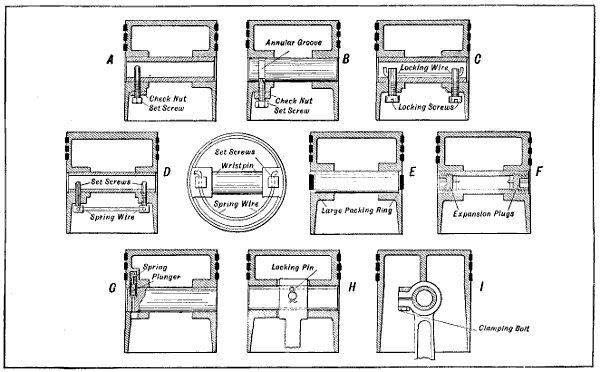 A
Check Nut
Set Screw
Annular Groove
B
Check Nut
Set Screw
C
Locking Wire
Locking Screws
D
Set Screws
Spring Wire
Set Screws
Wristpin
Spring Wire
E
Large Packing Ring
F
Expansion Plugs
G
Spring
Plunger
Locking Pin
H
I
Clamping Bolt